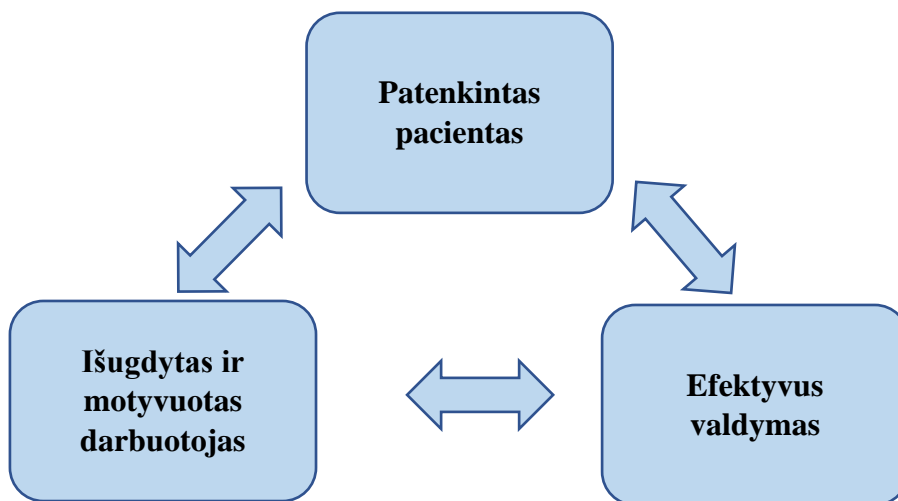 Patenkintas
pacientas
Išugdytas ir
motyvuotas
darbuotojas
Efektyvus
valdymas